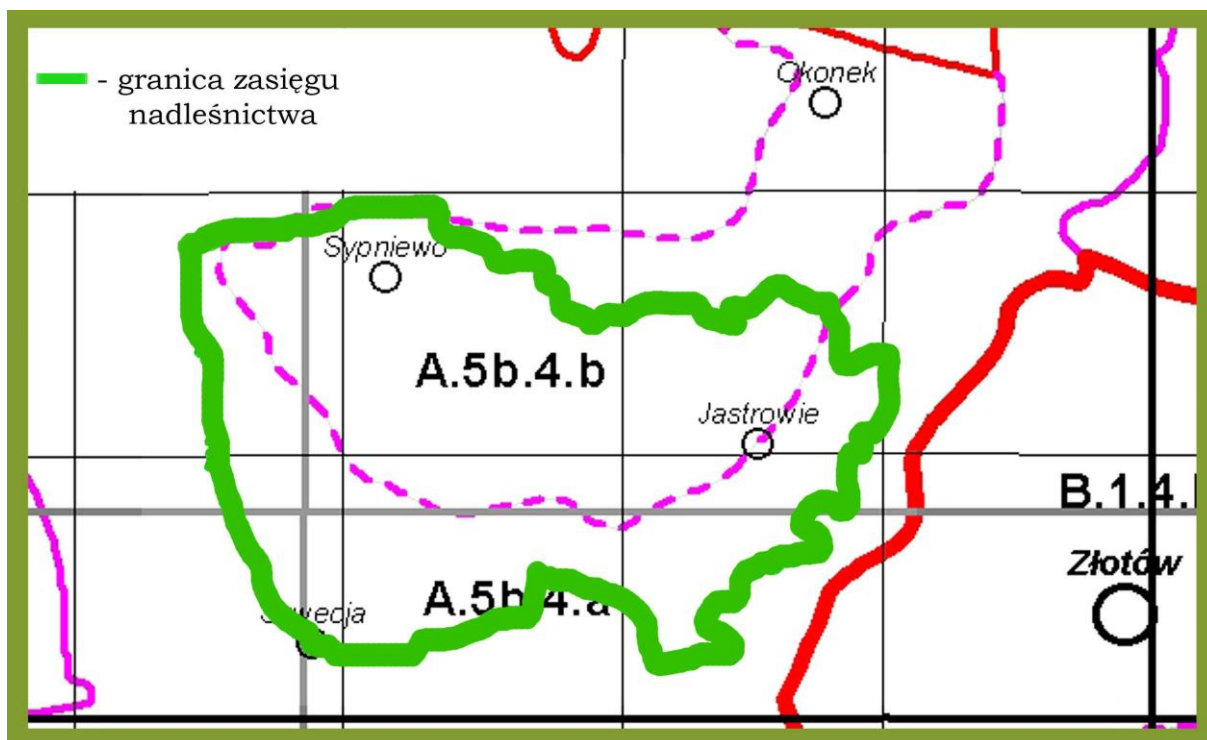 - granica zasięgu
nadleśnictwa
Okonek
Sypniewo
A.5b.4.b
Jastrowie
B.1.4.
Złotów
A.5b.4.a